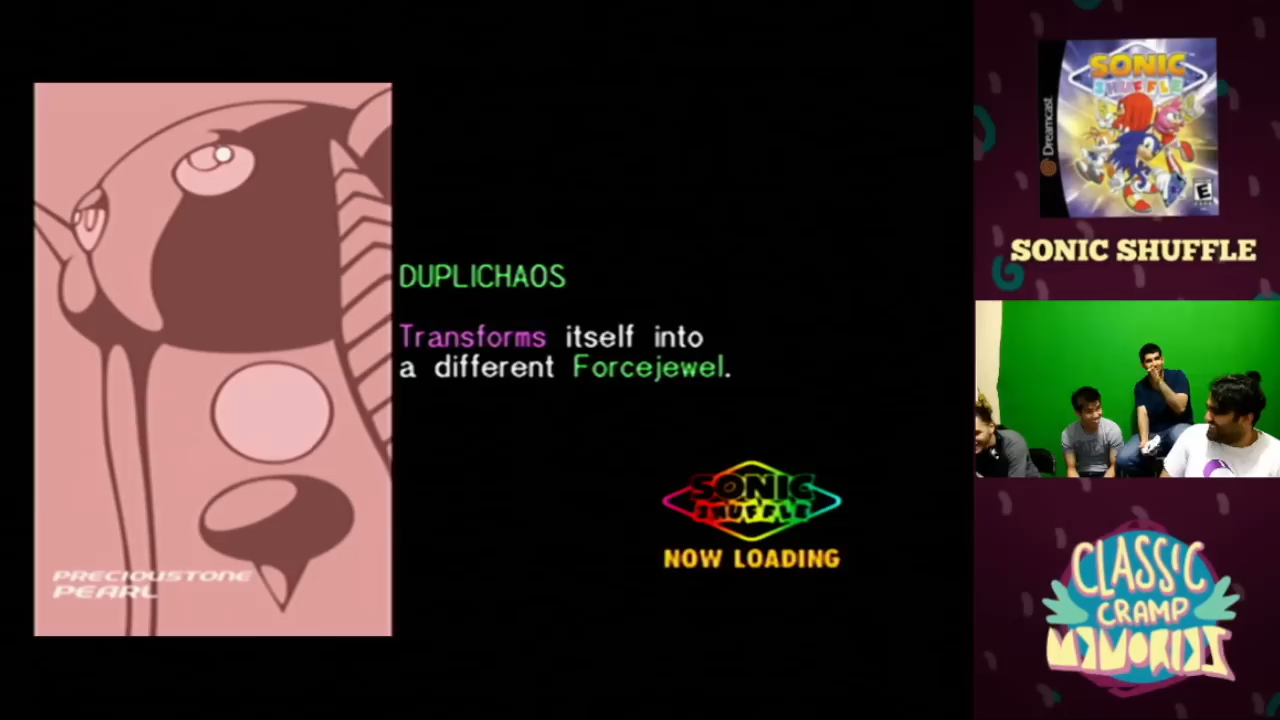 DUPLICHAOS
Transforms itself into
a different Forcejewel.
PRECIOUSTONE
PEARL
SONIC
SHUFFLE
NOW LOADING
SONIC
SHUFFLE
Dreamcast
E
SONIC SHUFFLE
CLASSIC
CRAMP
MEMORIES